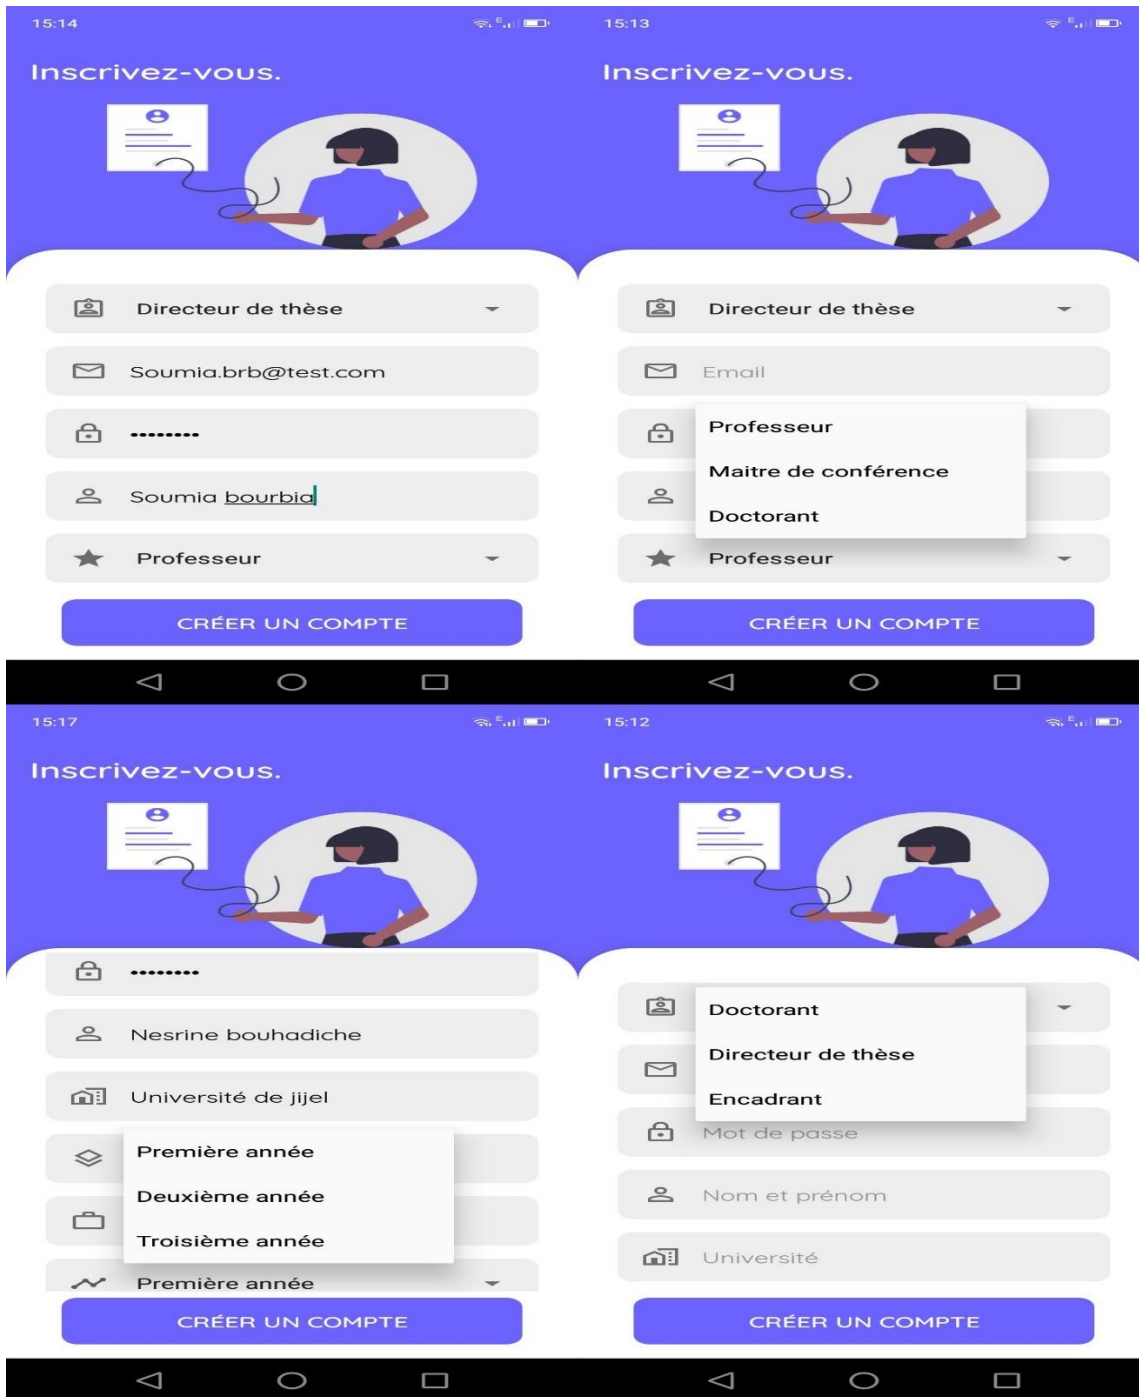 15:14
Inscrivez-vous.
Directeur de thèse
Soumia.brb@test.com
••••••••
Soumia bourbia
Professeur
CRÉER UN COMPTE
15:13
Inscrivez-vous.
Directeur de thèse
Email
Professeur
Maitre de conférence
Doctorant
Professeur
CRÉER UN COMPTE
15:17
Inscrivez-vous.
••••••••
Nesrine bouhadiche
Université de jijel
Première année
Deuxième année
Troisième année
Première année
CRÉER UN COMPTE
15:12
Inscrivez-vous.
Doctorant
Directeur de thèse
Encadrant
Mot de passe
Nom et prénom
Université
CRÉER UN COMPTE